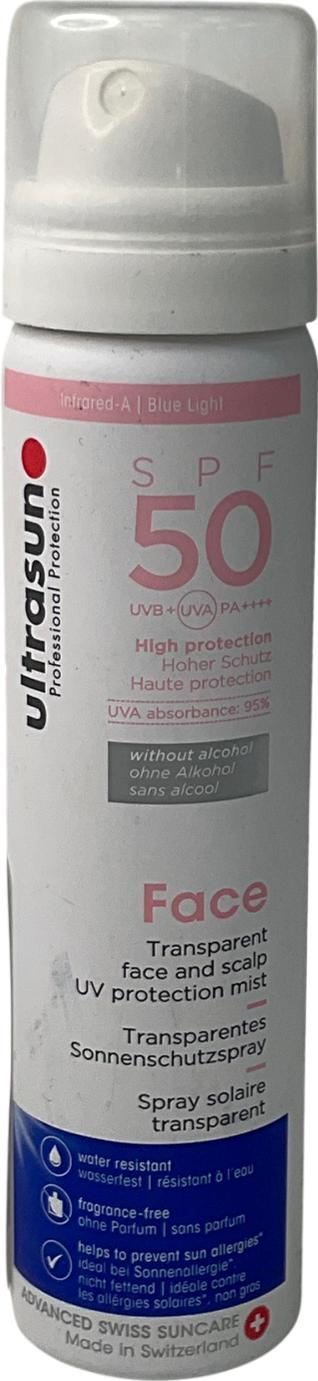 Infrared-A | Blue Light
ultrasun
Professional Protection
SPF
50
UVB + UVA PA++++
High protection
Hoher Schutz
Haute protection
UVA absorbance: 95%
without alcohol
ohne Alkohol
sans alcool
Face
Transparent
face and scalp
UV protection mist
Transparentes
Sonnenschutzspray
Spray solaire
transparent
water resistant
wasserfest | résistant à l'eau
fragrance-free
ohne Parfum | sans parfum
helps to prevent sun allergies*
ideal bei Sonnenallergie*
nicht fettend | idéale contre
les allérgies solaires*, non gras
ADVANCED SWISS SUNCARE
Made in Switzerland